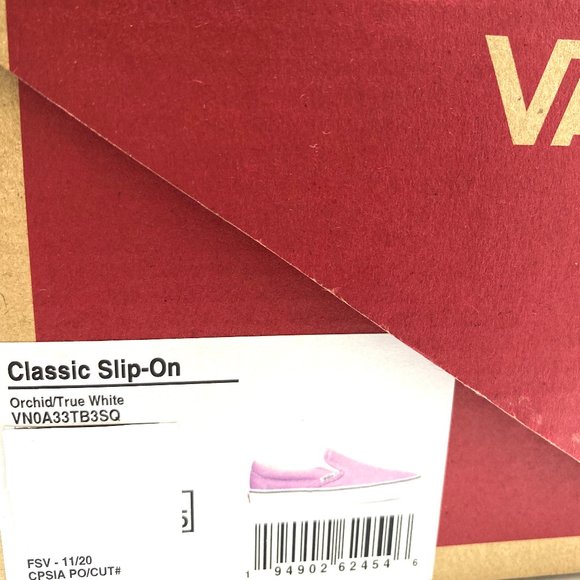 VA
Classic Slip-On
Orchid/True White
VN0A33TB3SQ
FSV - 11/20
CPSIA PO/CUT#
1 94902 62454 6